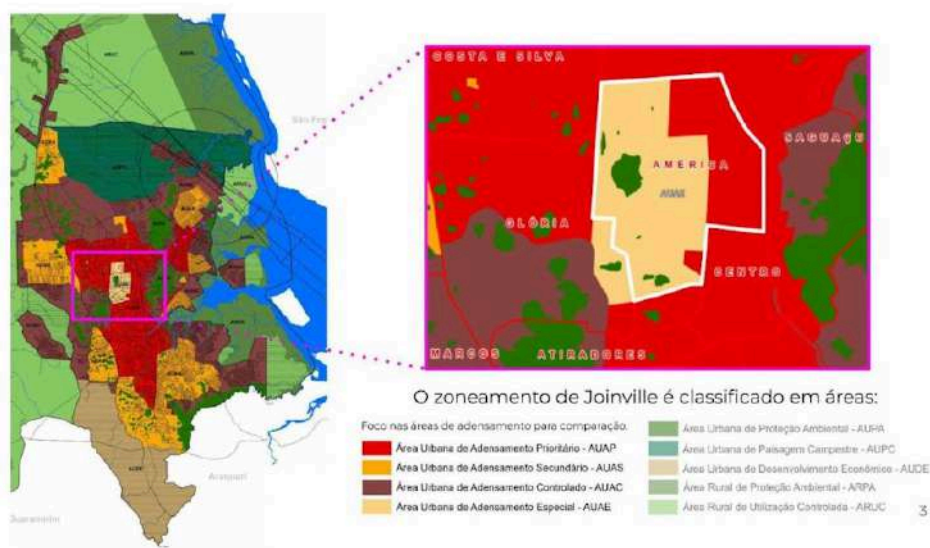 COSTA E SILVA
SAGUAÇU
AMÉRICA
AUAE
GLÓRIA
CENTRO
MARCOS
ATIRADORES
Araquari
O zoneamento de Joinville é classificado em áreas:
Foco nas áreas de adensamento para comparação.
Área Urbana de Adensamento Prioritário - AUAP
Área Urbana de Adensamento Secundário - AUAS
Área Urbana de Adensamento Controlado - AUAC
Área Urbana de Adensamento Especial - AUAE
Área Urbana de Proteção Ambiental - AUPA
Área Urbana de Paisagem Campestre - AUPC
Área Urbana de Desenvolvimento Econômico - AUDE
Área Rural de Proteção Ambiental - ARPA
Área Rural de Utilização Controlada - ARUC
3